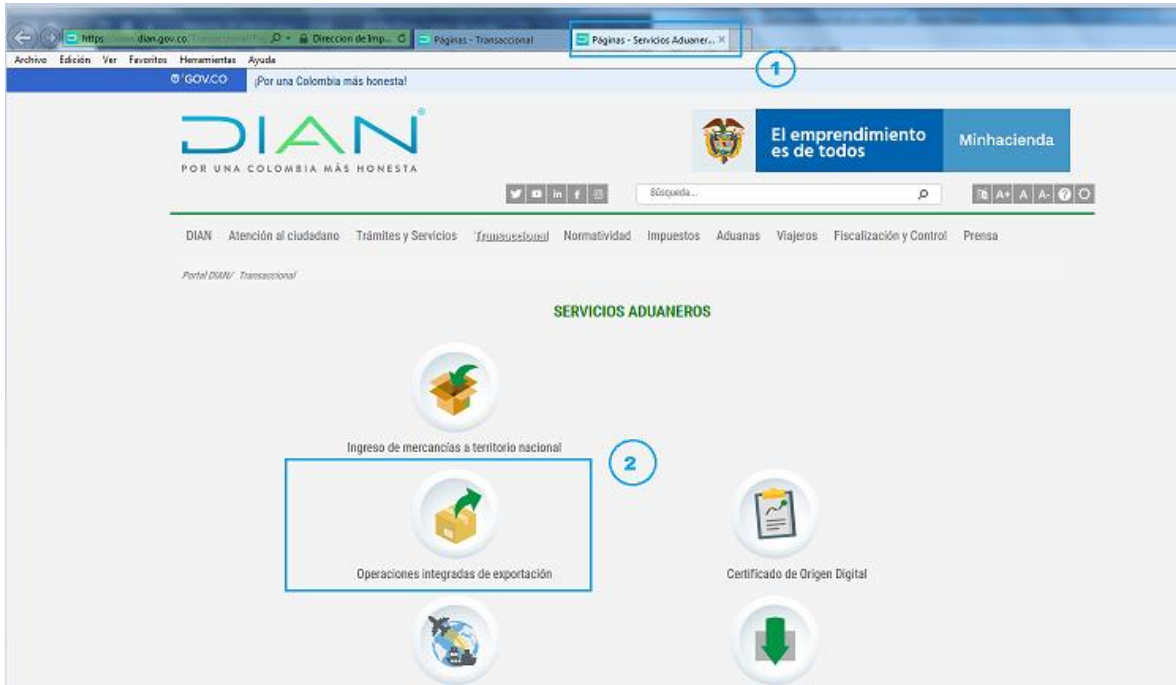 https dian.gov.co Direccion de Imp... Páginas - Transaccional Páginas - Servicios Aduaner... ×
Archivo Edición Ver Favoritos Herramientas Ayuda
1
GOV.CO ¡Por una Colombia más honesta!
DIAN
POR UNA COLOMBIA MÁS HONESTA
El emprendimiento
es de todos
Minhacienda
in f Búsqueda... A+ A A- ?
DIAN Atención al ciudadano Trámites y Servicios Transaccional Normatividad Impuestos Aduanas Viajeros Fiscalización y Control Prensa
Portal DIAN/ Transaccional
SERVICIOS ADUANEROS
Ingreso de mercancías a territorio nacional
2
Operaciones integradas de exportación
Certificado de Origen Digital